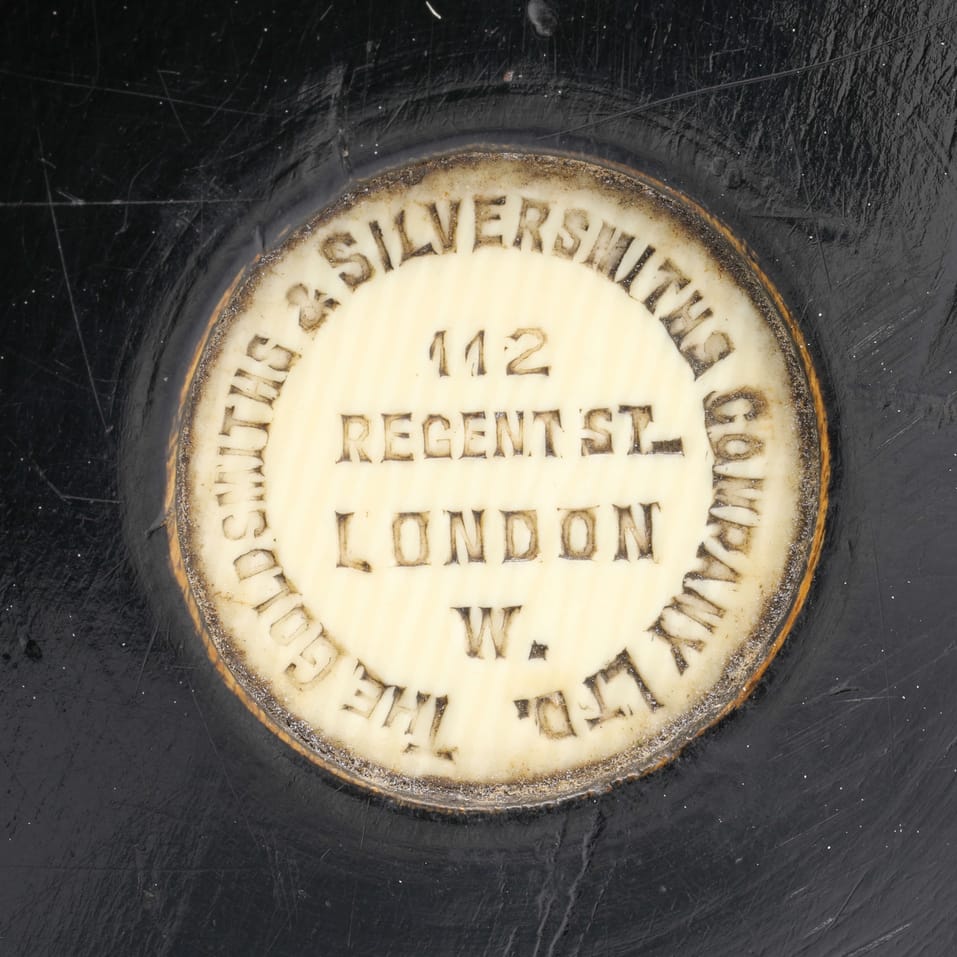 THE GOLDSMITHS & SILVERSMITHS COMPANY LTD.
112
REGENT ST.
LONDON
W.